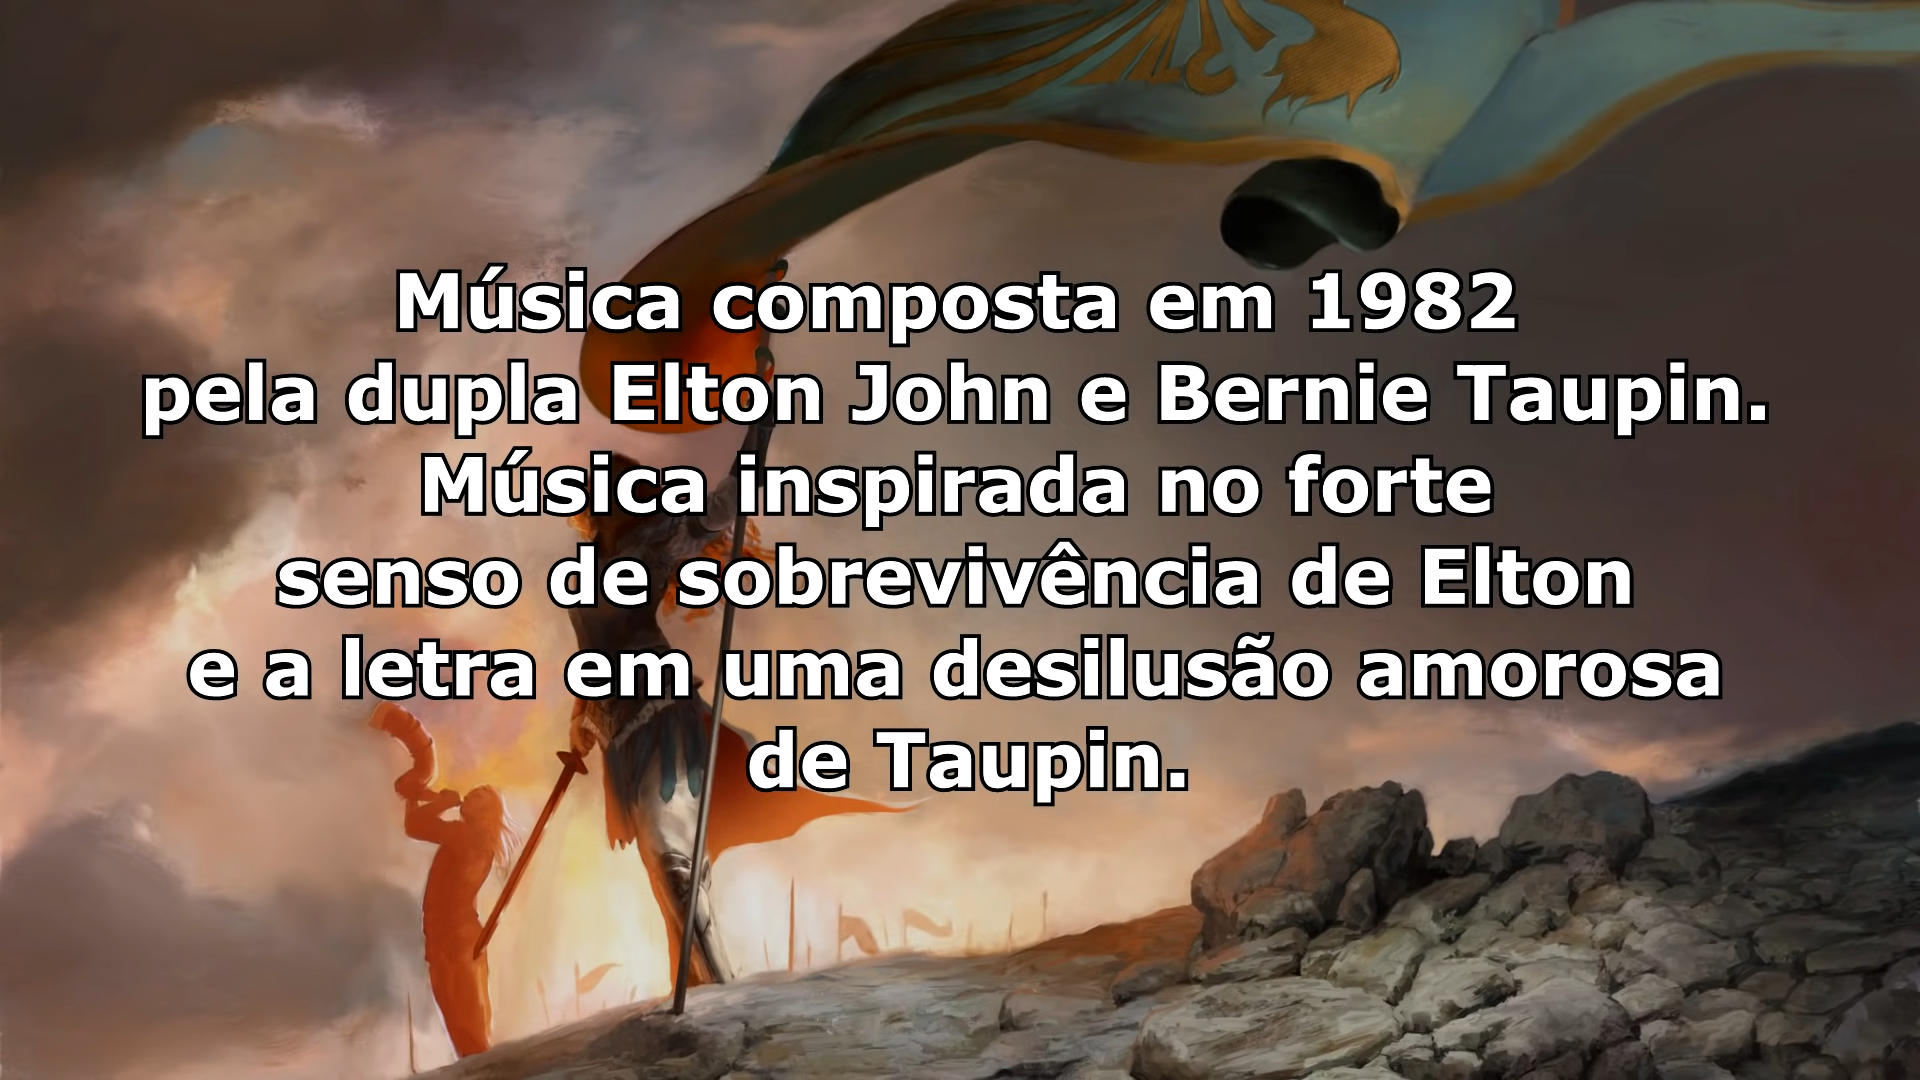 Música composta em 1982
pela dupla Elton John e Bernie Taupin.
Música inspirada no forte
senso de sobrevivência de Elton
e a letra em uma desilusão amorosa
de Taupin.